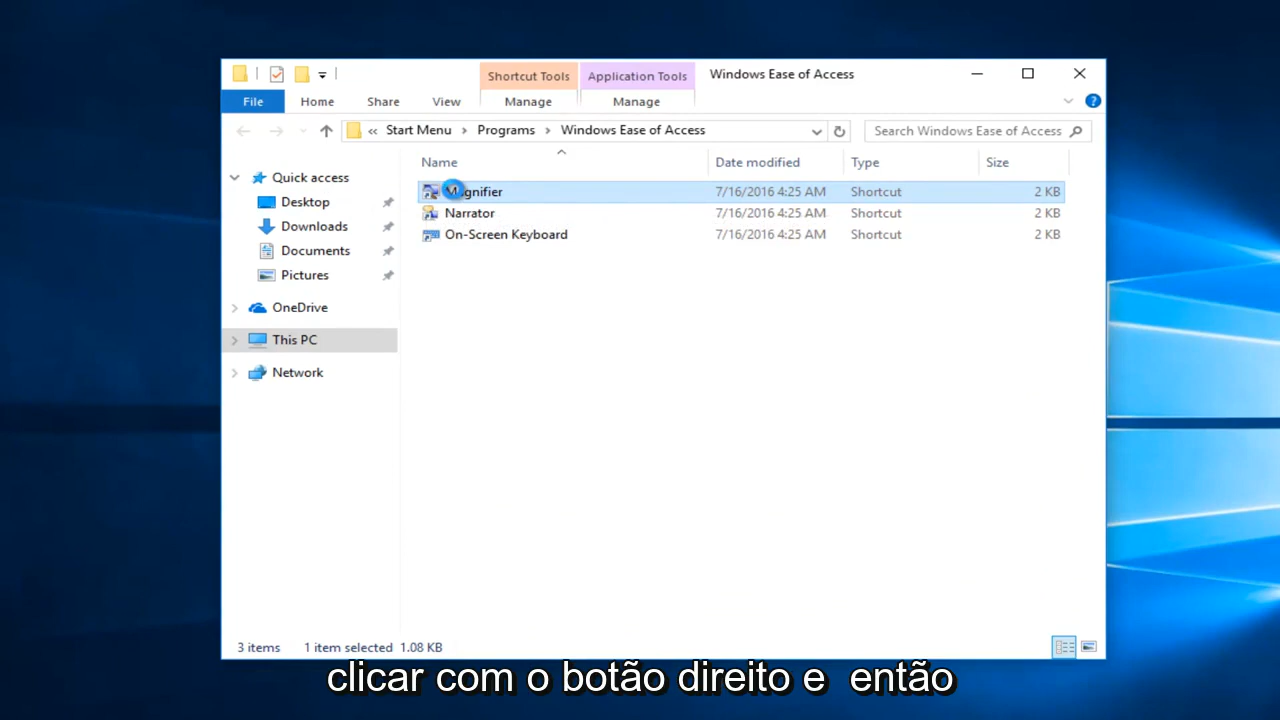 Shortcut Tools Application Tools Windows Ease of Access
File Home Share View Manage Manage
« Start Menu > Programs > Windows Ease of Access Search Windows Ease of Access
Name Date modified Type Size
Quick access
Magnifier 7/16/2016 4:25 AM Shortcut 2 KB
Desktop
Narrator 7/16/2016 4:25 AM Shortcut 2 KB
Downloads
On-Screen Keyboard 7/16/2016 4:25 AM Shortcut 2 KB
Documents
Pictures
OneDrive
This PC
Network
3 items 1 item selected 1.08 KB
clicar com o botão direito e então